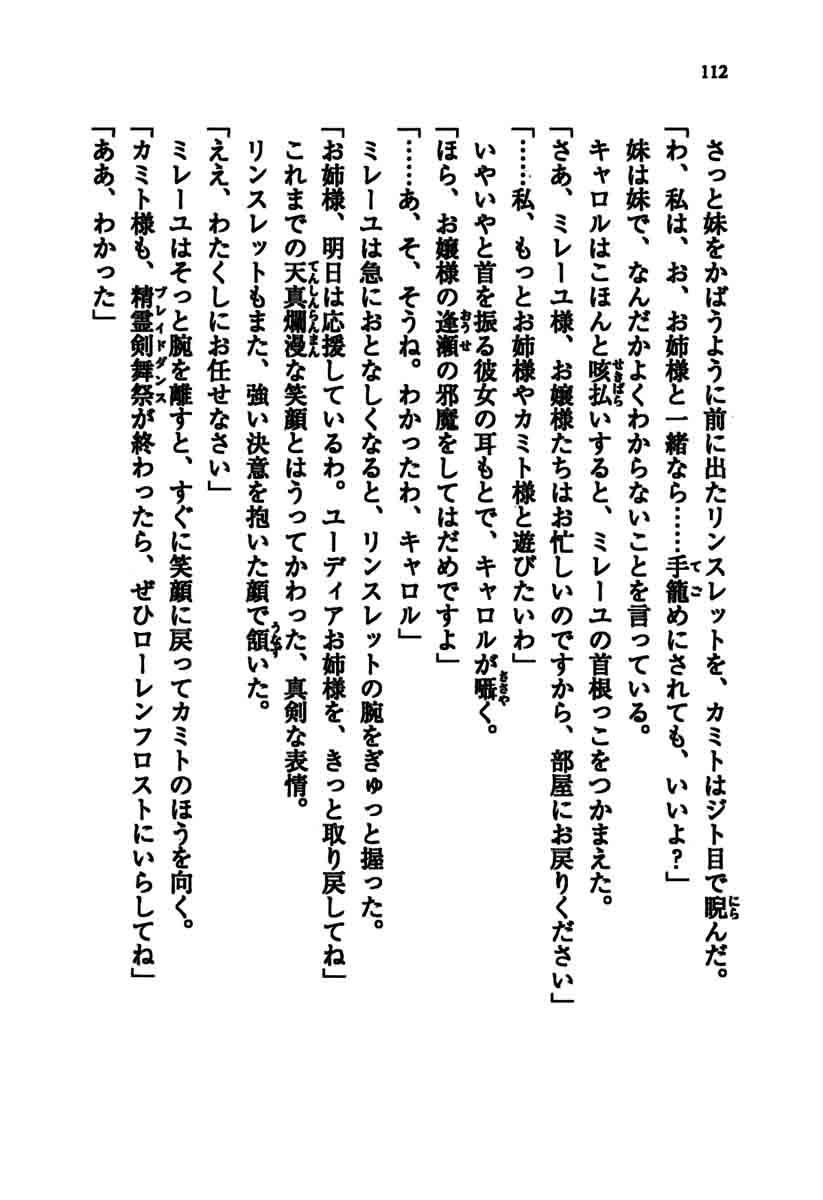 112
さっと妹をかばうように前に出たリンスレットを、カミトはジト目で睨んだ。
「わ、私は、お、お姉様と一緒なら……手籠めにされても、いいよ?」
妹は妹で、なんだかよくわからないことを言っている。
キャロルはこほんと咳払いすると、ミレーユの首根っこをつかまえた。
「さあ、ミレーユ様、お嬢様たちはお忙しいのですから、部屋にお戻りください」
「……私、もっとお姉様やカミト様と遊びたいわ」
いやいやと首を振る彼女の耳もとで、キャロルが囁く。
「ほら、お嬢様の逢瀬の邪魔をしてはだめですよ」
「……あ、そ、そうね。わかったわ、キャロル」
ミレーユは急におとなしくなると、リンスレットの腕をぎゅっと握った。
「お姉様、明日は応援しているわ。ユーディアお姉様を、きっと取り戻してね」
これまでの天真爛漫な笑顔とはうってかわった、真剣な表情。
リンスレットもまた、強い決意を抱いた顔で頷いた。
「ええ、わたくしにお任せなさい」
ミレーユはそっと腕を離すと、すぐに笑顔に戻ってカミトのほうを向く。
「カミト様も、精霊剣舞祭が終わったら、ぜひローレンフロストにいらしてね」
「ああ、わかった」